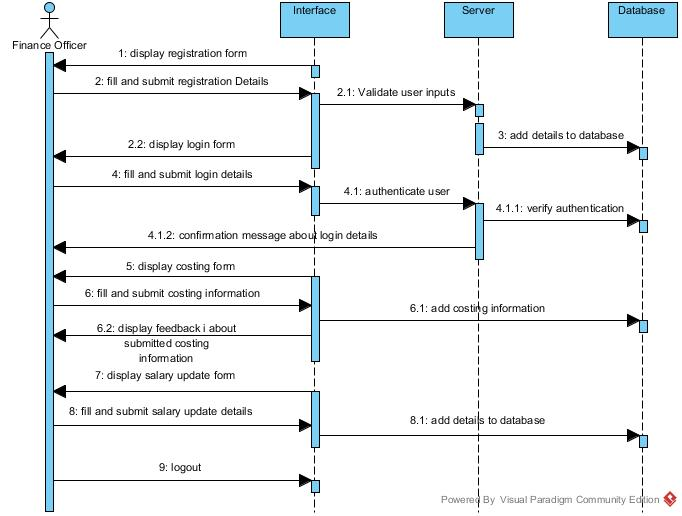 Interface
Server
Database
Finance Officer
1: display registration form
2: fill and submit registration Details
2.1: Validate user inputs
3: add details to database
2.2: display login form
4: fill and submit login details
4.1: authenticate user
4.1.1: verify authentication
4.1.2: confirmation message about login details
5: display costing form
6: fill and submit costing information
6.1: add costing information
6.2: display feedback i about
submitted costing
information
7: display salary update form
8: fill and submit salary update details
8.1: add details to database
9: logout
Powered By Visual Paradigm Community Edition